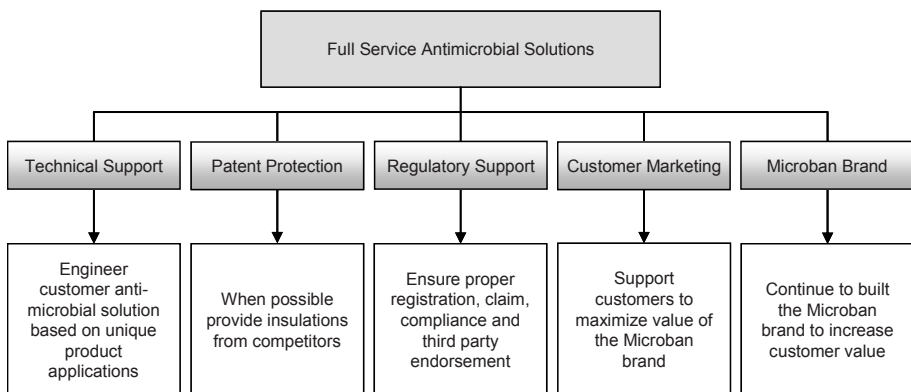 Full Service Antimicrobial Solutions
Technical Support
Patent Protection
Regulatory Support
Customer Marketing
Microban Brand
Engineer
customer anti-
microbial solution
based on unique
product
applications
When possible
provide insulations
from competitors
Ensure proper
registration, claim,
compliance and
third party
endorsement
Support
customers to
maximize value of
the Microban
brand
Continue to built
the Microban
brand to increase
customer value